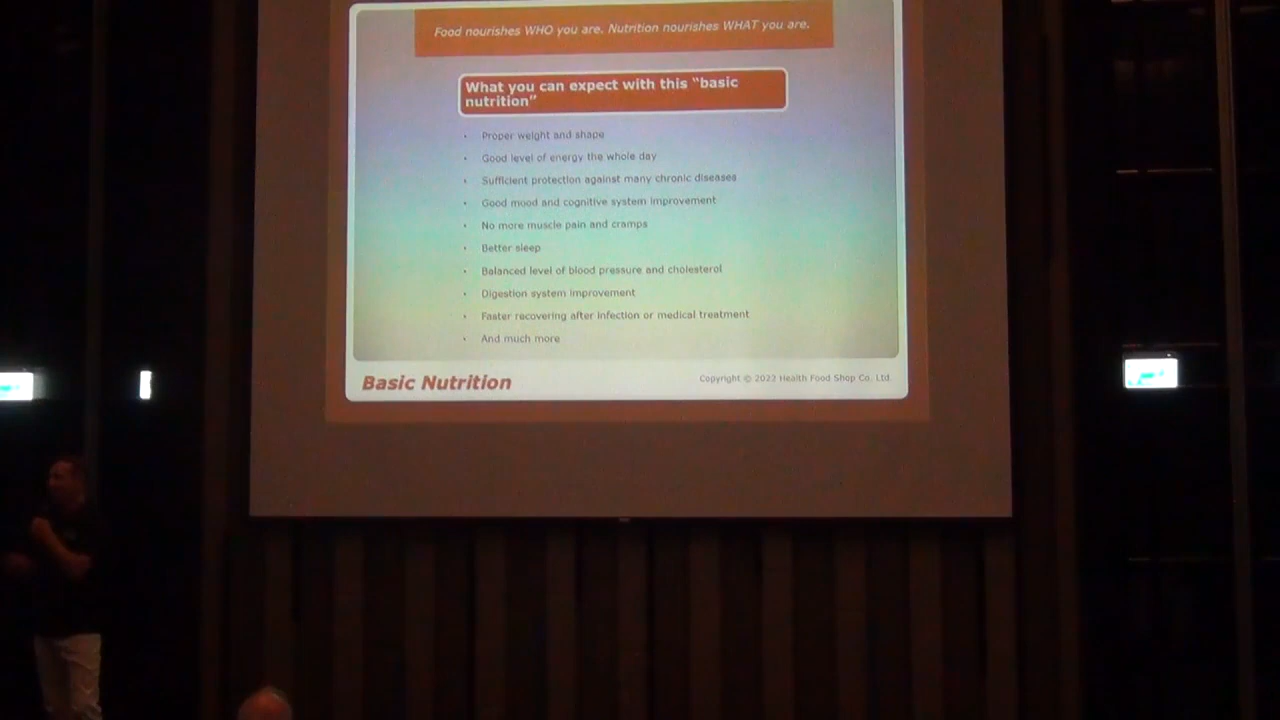 Food nourishes WHO you are. Nutrition nourishes WHAT you are.
What you can expect with this "basic
nutrition"
• Proper weight and shape
• Good level of energy the whole day
• Sufficient protection against many chronic diseases
• Good mood and cognitive system improvement
• No more muscle pain and cramps
• Better sleep
• Balanced level of blood pressure and cholesterol
• Digestion system improvement
• Faster recovering after infection or medical treatment
• And much more
Basic Nutrition
Copyright © 2022 Health Food Shop Co. Ltd.